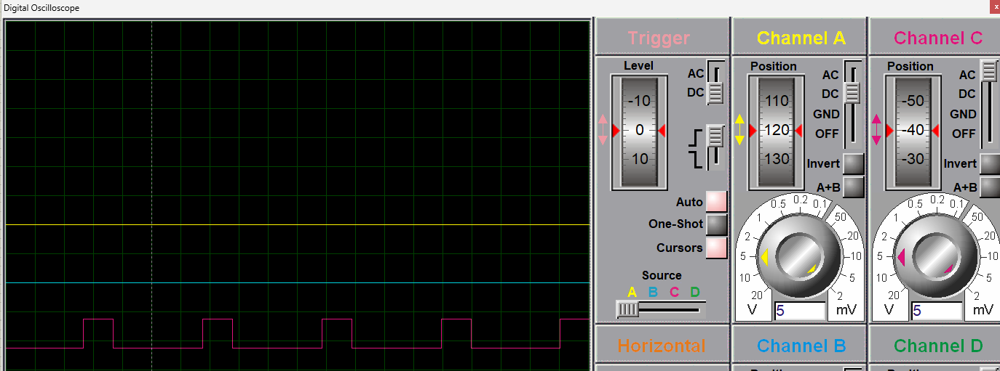 Digital Oscilloscope
x
Trigger
Level
AC
DC
-10
0
10
Auto
One-Shot
Cursors
Source
A B C D
Horizontal
Channel A
Position
AC
DC
GND
OFF
110
120
130
Invert
A+B
0.5 0.2 0.1
1 50
2 20
5 10
10 5
20 2
V 5 mV
Channel B
Channel C
Position
AC
DC
GND
OFF
-50
-40
-30
Invert
A+B
0.5 0.2 0.1
1 50
2 20
5 10
10 5
20 2
V 5 mV
Channel D